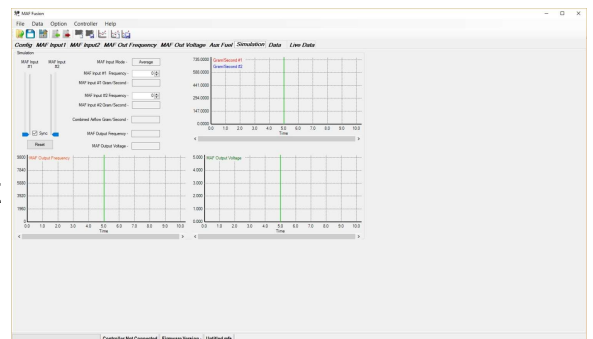 MAF Fusion
File Data Option Controller Help
Config MAF Input1 MAF Input2 MAF Out Frequency MAF Out Voltage Aux Fuel Simulation Data Live Data
Simulation
MAF Input #1
MAF Input #2
MAF Input Mode - Average
MAF Input #1 Frequency - 0
MAF Input #1 Gram/Second -
MAF Input #2 Frequency - 0
MAF Input #2 Gram/Second -
Combined Airflow Gram/Second -
Sync
MAF Output Frequency -
Reset
MAF Output Voltage -
Gram/Second #1
Gram/Second #2
735.0000
588.0000
441.0000
294.0000
147.0000
0.0000
0.0 1.0 2.0 3.0 4.0 5.0 6.0 7.0 8.0 9.0 10.0
Time
MAF Output Frequency
9800
7840
5880
3920
1960
0
0.0 1.0 2.0 3.0 4.0 5.0 6.0 7.0 8.0 9.0 10.0
Time
MAF Output Voltage
5.000
4.000
3.000
2.000
1.000
0.000
0.0 1.0 2.0 3.0 4.0 5.0 6.0 7.0 8.0 9.0 10.0
Time
Controller Not Connected Firmware Version - Untitled.mfs